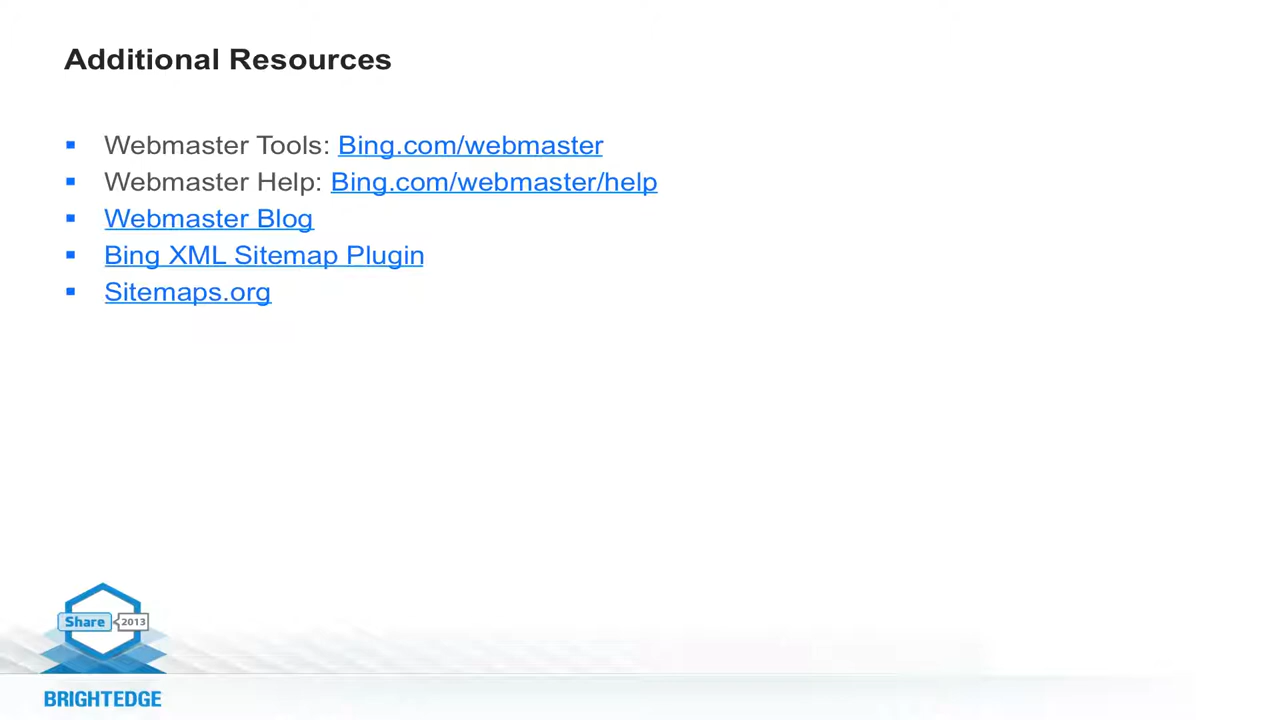 Additional Resources
▪ Webmaster Tools: Bing.com/webmaster
▪ Webmaster Help: Bing.com/webmaster/help
▪ Webmaster Blog
▪ Bing XML Sitemap Plugin
▪ Sitemaps.org
Share 2013
BRIGHTEDGE